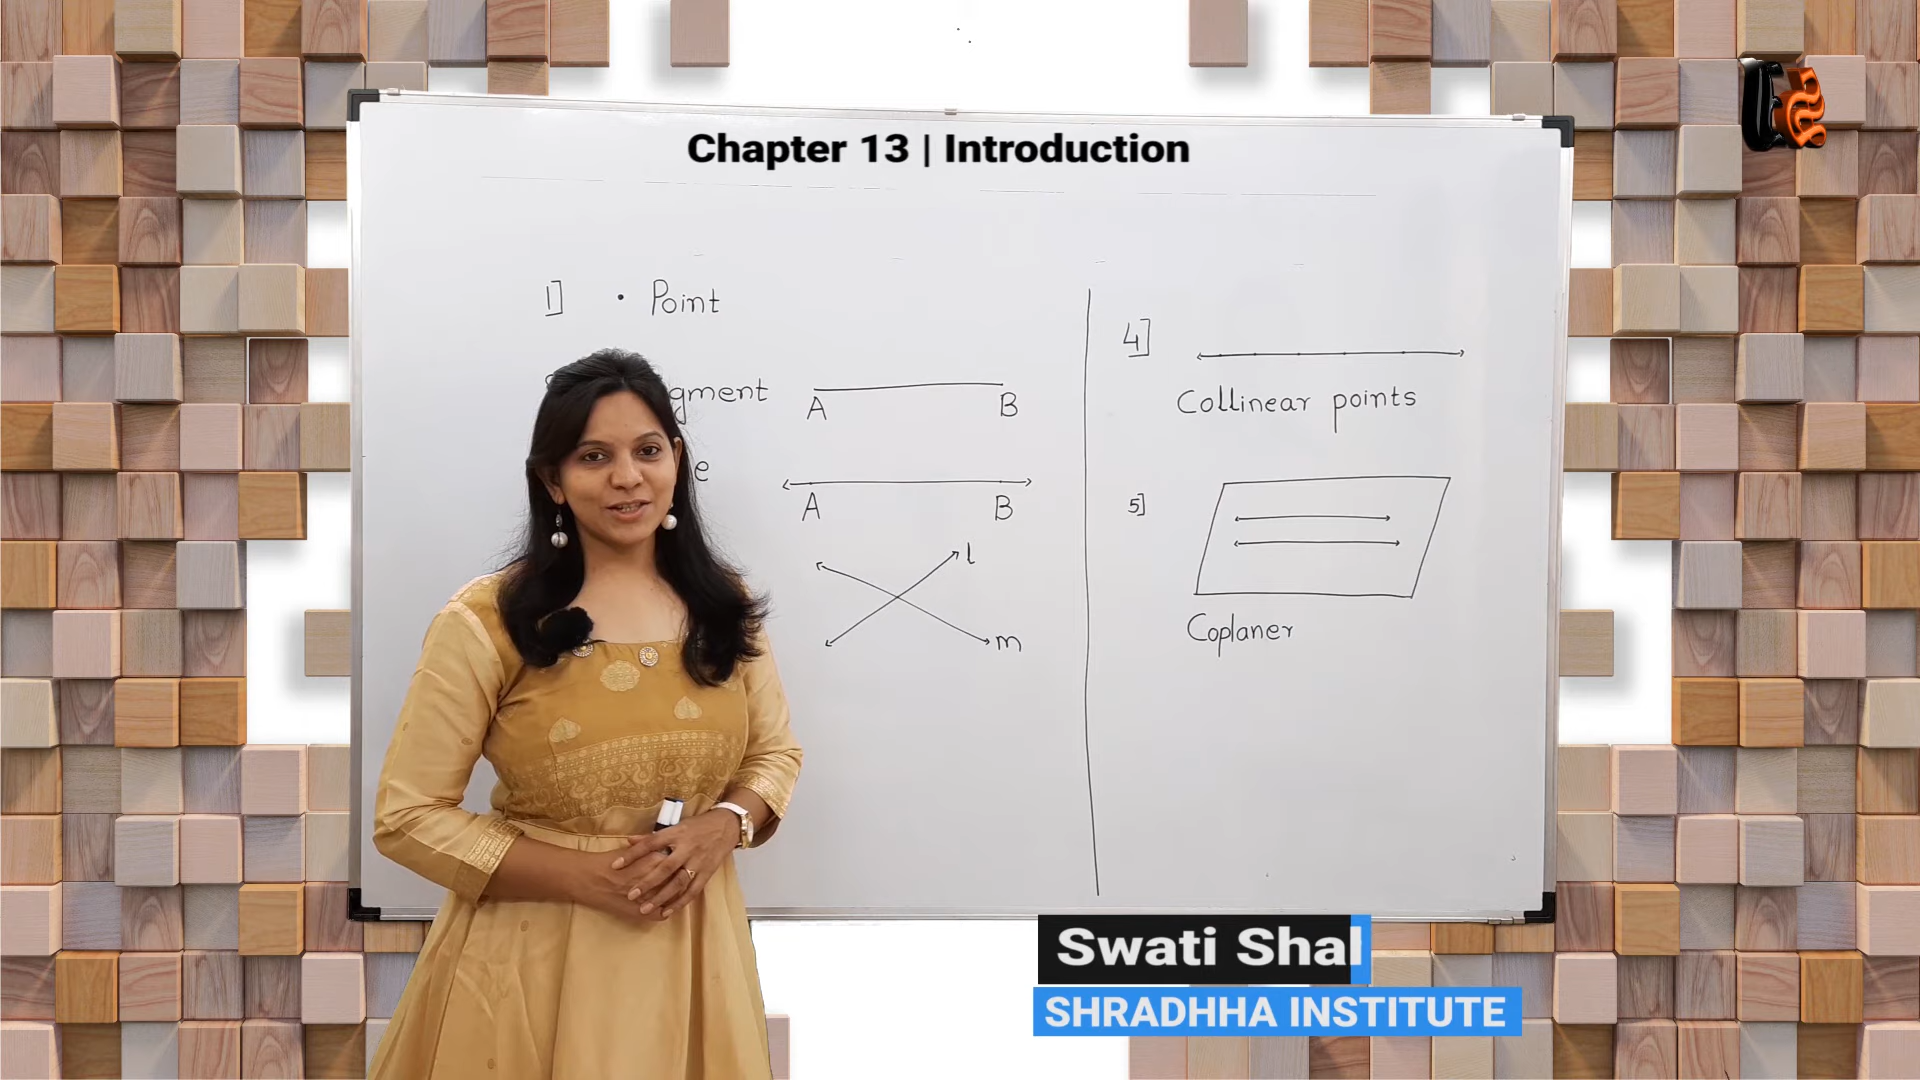 Chapter 13 | Introduction
1] • Point
gment
A B
e
A B
l
m
4]
Collinear points
5]
Coplaner
Swati Shal
SHRADHHA INSTITUTE